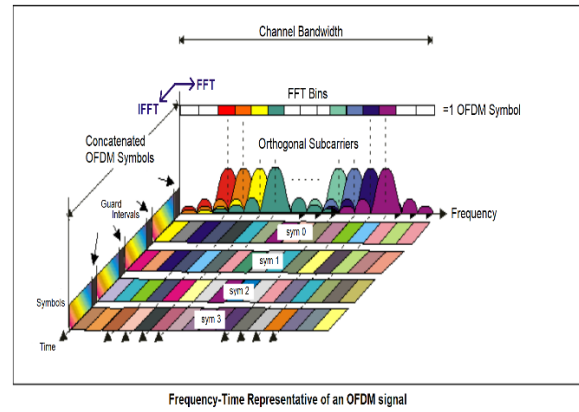 Channel Bandwidth
FFT
IFFT
FFT Bins
=1 OFDM Symbol
Concatenated
OFDM Symbols
Orthogonal Subcarriers
Guard
Intervals
Frequency
sym 0
sym 1
sym 2
sym 3
Symbols
Time
Frequency-Time Representative of an OFDM signal